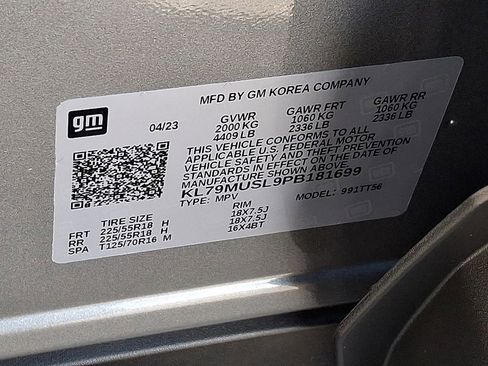 gm
MFD BY GM KOREA COMPANY
04/23 GVWR GAWR FRT GAWR RR
2000 KG 1060 KG 1060 KG
4409 LB 2336 LB 2336 LB
THIS VEHICLE CONFORMS TO ALL
APPLICABLE U.S. FEDERAL MOTOR
VEHICLE SAFETY AND THEFT PREVENTION
STANDARDS IN EFFECT ON THE DATE OF
MANUFACTURE SHOWN ABOVE.
KL79MUSL9PB181699
TYPE: MPV MODEL: 991TT56
TIRE SIZE RIM
FRT 225/55R18 H 18X7.5J
RR 225/55R18 H 18X7.5J
SPA T125/70R16 M 16X4BT